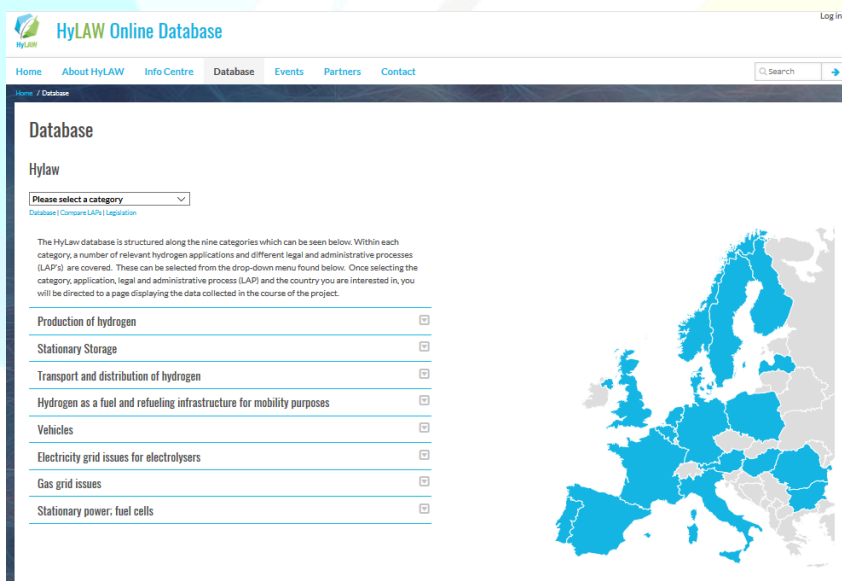 Log in
HyLAW
HyLAW Online Database
Home About HyLAW Info Centre Database Events Partners Contact
Search
Home / Database
Database
Hylaw
Please select a category
Database | Compare LAPs | Legislation
The HyLaw database is structured along the nine categories which can be seen below. Within each
category, a number of relevant hydrogen applications and different legal and administrative processes
(LAP's) are covered. These can be selected from the drop-down menu found below. Once selecting the
category, application, legal and administrative process (LAP) and the country you are interested in, you
will be directed to a page displaying the data collected in the course of the project.
Production of hydrogen
Stationary Storage
Transport and distribution of hydrogen
Hydrogen as a fuel and refueling infrastructure for mobility purposes
Vehicles
Electricity grid issues for electrolysers
Gas grid issues
Stationary power; fuel cells